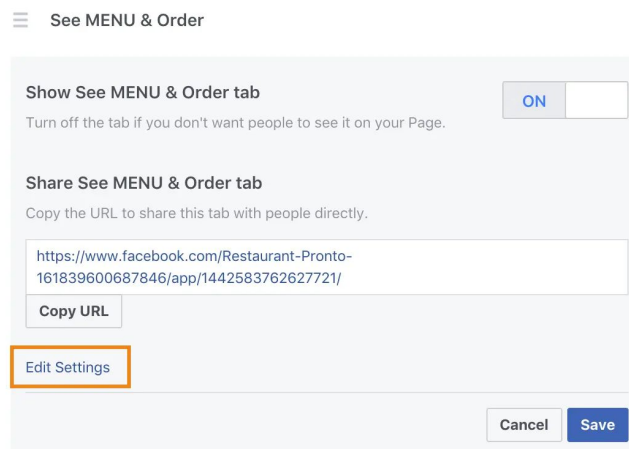 See MENU & Order
Show See MENU & Order tab
ON
Turn off the tab if you don't want people to see it on your Page.
Share See MENU & Order tab
Copy the URL to share this tab with people directly.
https://www.facebook.com/Restaurant-Pronto-
161839600687846/app/1442583762627721/
Copy URL
Edit Settings
Cancel
Save